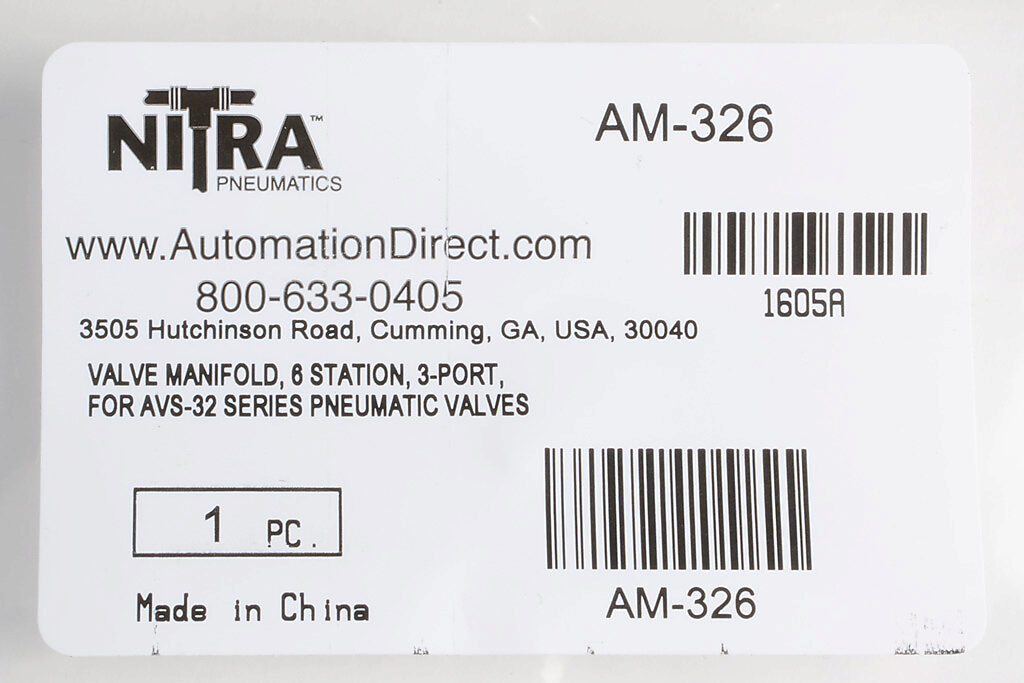 NITRA™
PNEUMATICS
AM-326
www.AutomationDirect.com
800-633-0405
1605A
3505 Hutchinson Road, Cumming, GA, USA, 30040
VALVE MANIFOLD, 6 STATION, 3-PORT,
FOR AVS-32 SERIES PNEUMATIC VALVES
1 PC.
AM-326
Made in China